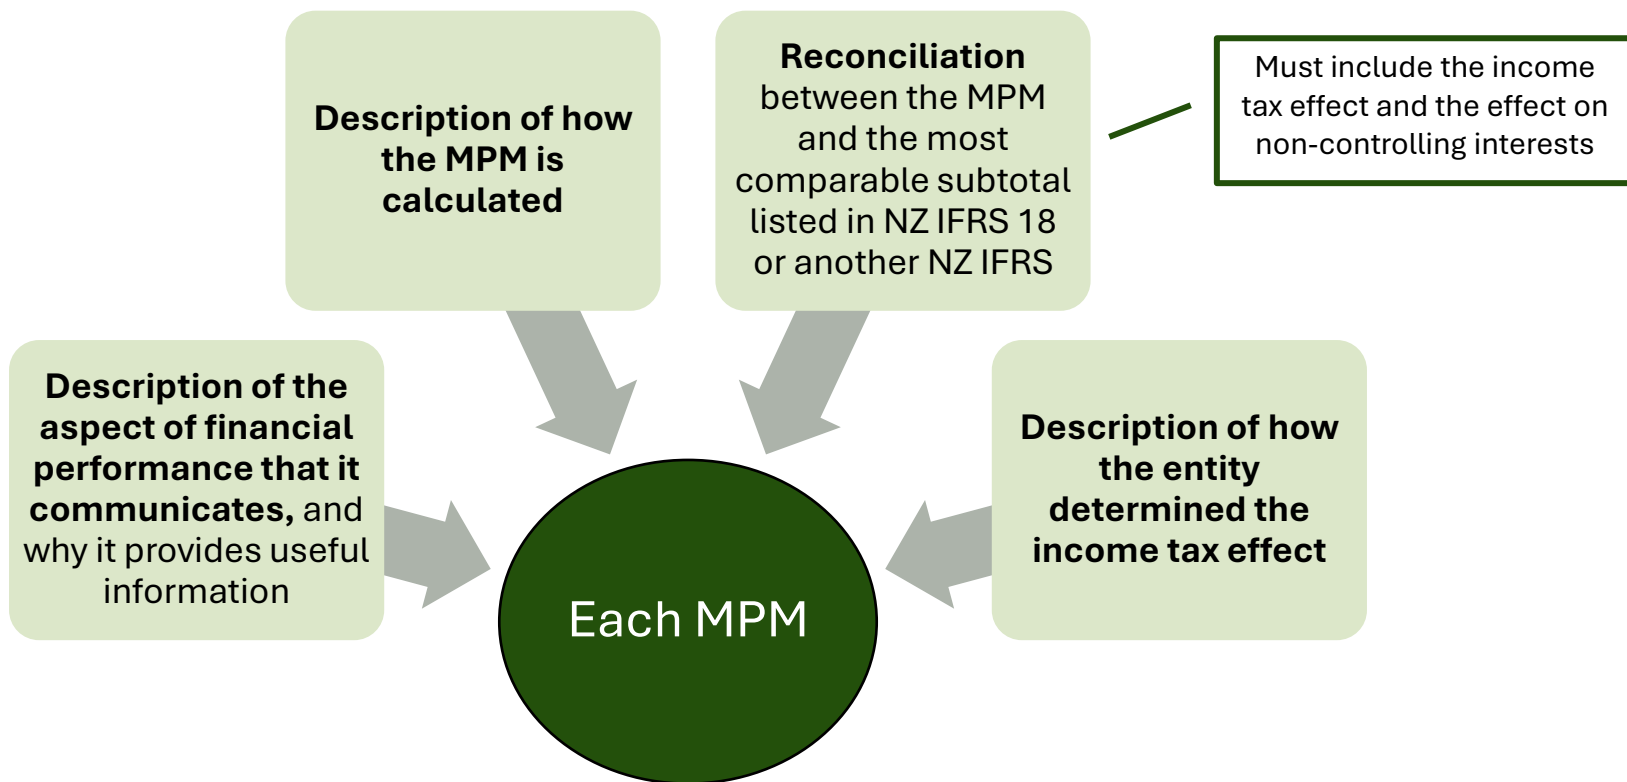 Description of how
the MPM is
calculated
Reconciliation
between the MPM
and the most
comparable subtotal
listed in NZ IFRS 18
or another NZ IFRS
Must include the income
tax effect and the effect on
non-controlling interests
Description of the
aspect of financial
performance that it
communicates, and
why it provides useful
information
Description of how
the entity
determined the
income tax effect
Each MPM